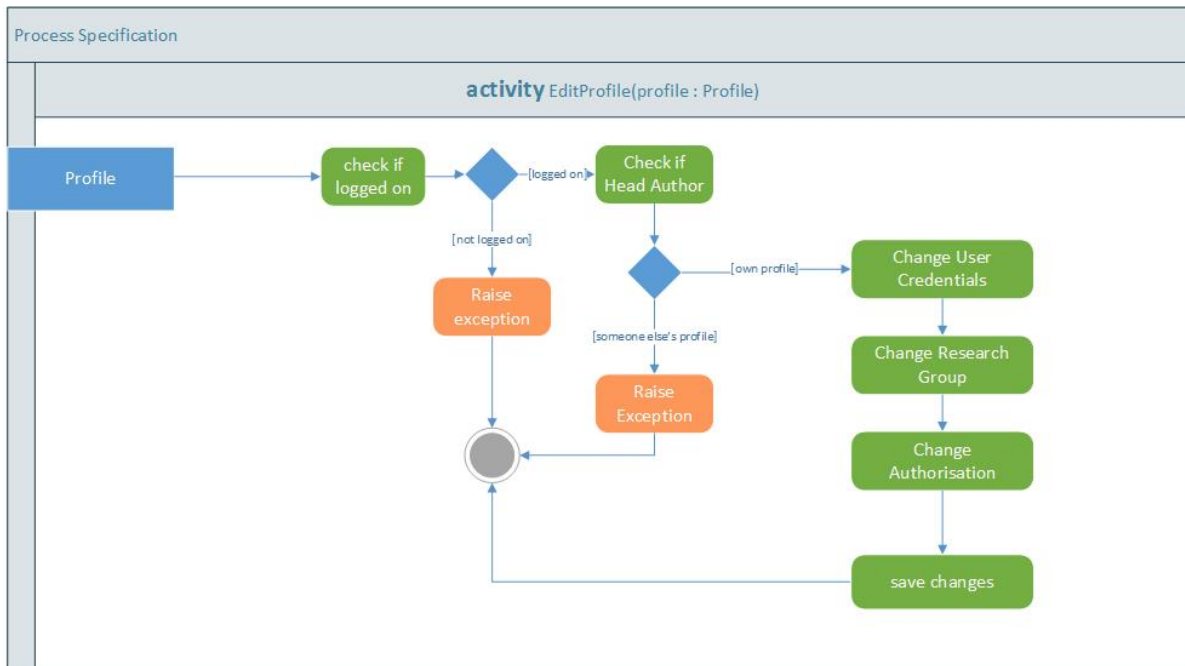 Process Specification
activity EditProfile(profile : Profile)
Profile
check if
logged on
[logged on]
Check if
Head Author
[not logged on]
[own profile]
Change User
Credentials
Raise
exception
[someone else's profile]
Change Research
Group
Raise
Exception
Change
Authorisation
save changes